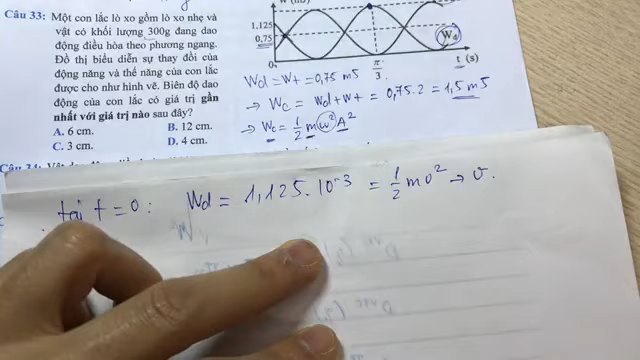 Câu 33: Một con lắc lò xo gồm lò xo nhẹ và
vật có khối lượng 300g đang dao
động điều hòa theo phương ngang.
Đồ thị biểu diễn sự thay đổi của
động năng và thế năng của con lắc
được cho như hình vẽ. Biên độ dao
động của con lắc có giá trị gần
nhất với giá trị nào sau đây?
A. 6 cm. B. 12 cm.
C. 3 cm. D. 4 cm.
W (mJ)
1,125
0,75
0
π/3
t (s)
Wđ
Wd = Wt = 0,75 mJ
→ Wc = Wd + Wt = 0,75.2 = 1,5 mJ
→ Wc = 1/2 m ω² A²
tại t = 0: Wd = 1,125.10^-3 = 1/2 mv² → v.